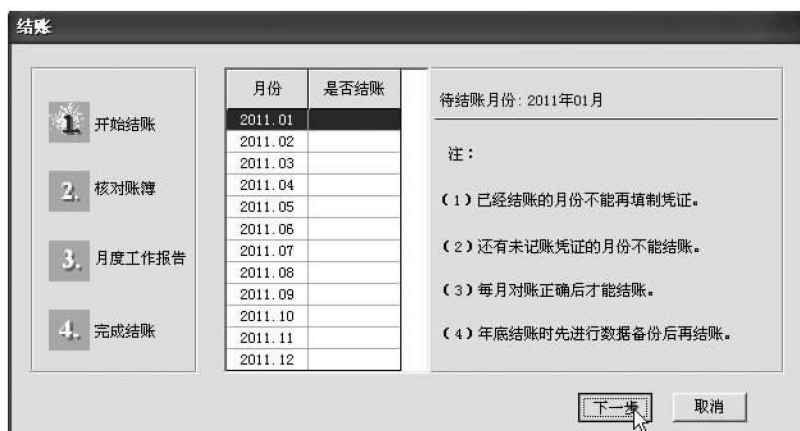 结账
1. 开始结账
2. 核对账簿
3. 月度工作报告
4. 完成结账
月份 是否结账
2011.01
2011.02
2011.03
2011.04
2011.05
2011.06
2011.07
2011.08
2011.09
2011.10
2011.11
2011.12
待结账月份:2011年01月
注：
(1)已经结账的月份不能再填制凭证。
(2)还有未记账凭证的月份不能结账。
(3)每月对账正确后才能结账。
(4)年底结账时先进行数据备份后再结账。
下一步 取消